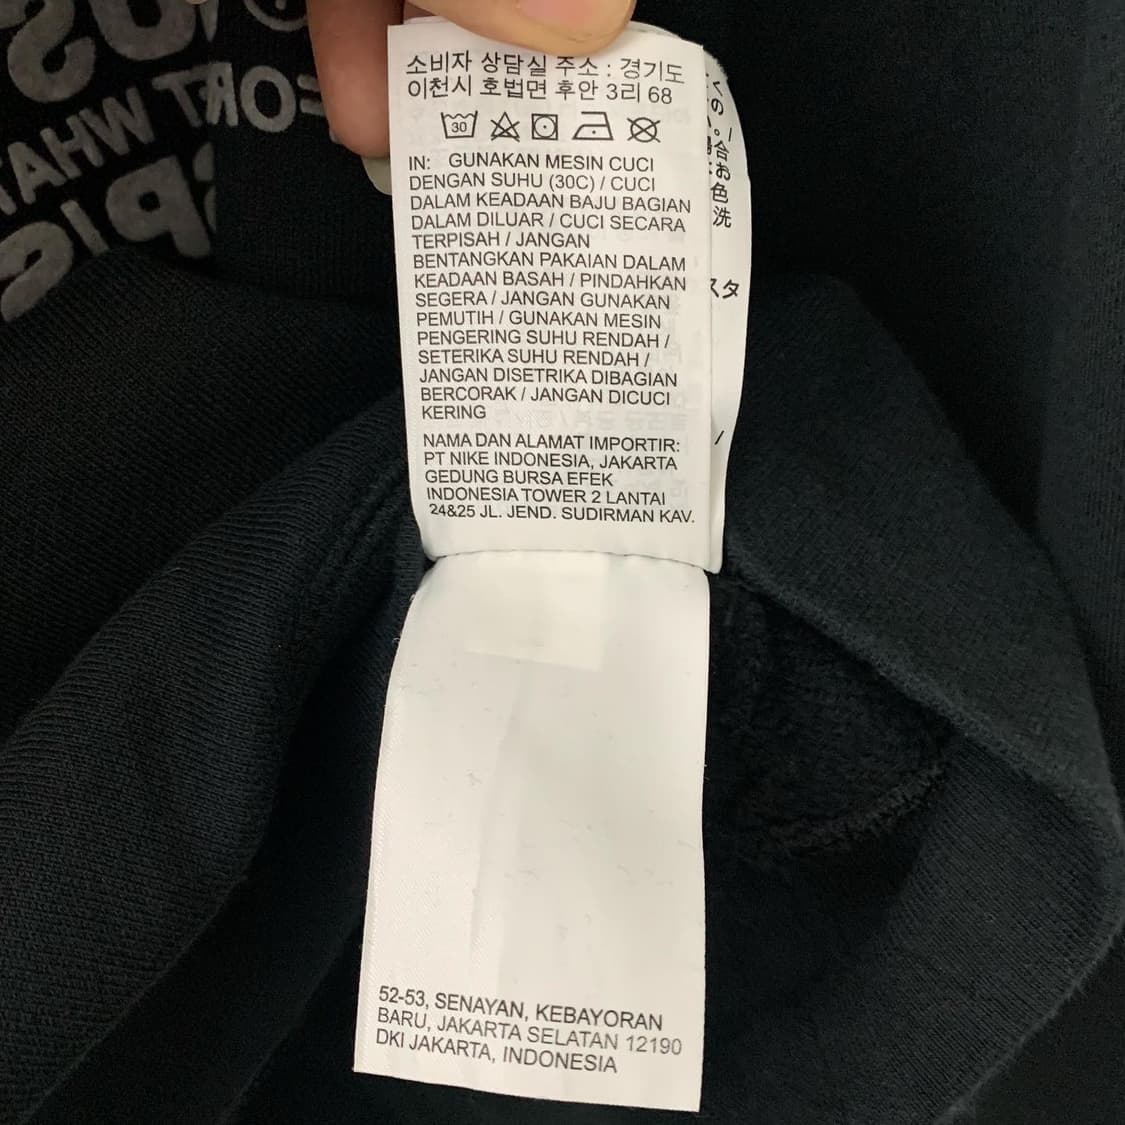 소비자 상담실 주소 : 경기도
이천시 호법면 후안 3리 68
30
IN: GUNAKAN MESIN CUCI
DENGAN SUHU (30C) / CUCI
DALAM KEADAAN BAJU BAGIAN
DALAM DILUAR / CUCI SECARA
TERPISAH / JANGAN
BENTANGKAN PAKAIAN DALAM
KEADAAN BASAH / PINDAHKAN
SEGERA / JANGAN GUNAKAN
PEMUTIH / GUNAKAN MESIN
PENGERING SUHU RENDAH /
SETERIKA SUHU RENDAH /
JANGAN DISETRIKA DIBAGIAN
BERCORAK / JANGAN DICUCI
KERING
NAMA DAN ALAMAT IMPORTIR:
PT NIKE INDONESIA, JAKARTA
GEDUNG BURSA EFEK
INDONESIA TOWER 2 LANTAI
24&25 JL. JEND. SUDIRMAN KAV.
52-53, SENAYAN, KEBAYORAN
BARU, JAKARTA SELATAN 12190
DKI JAKARTA, INDONESIA
WHAT